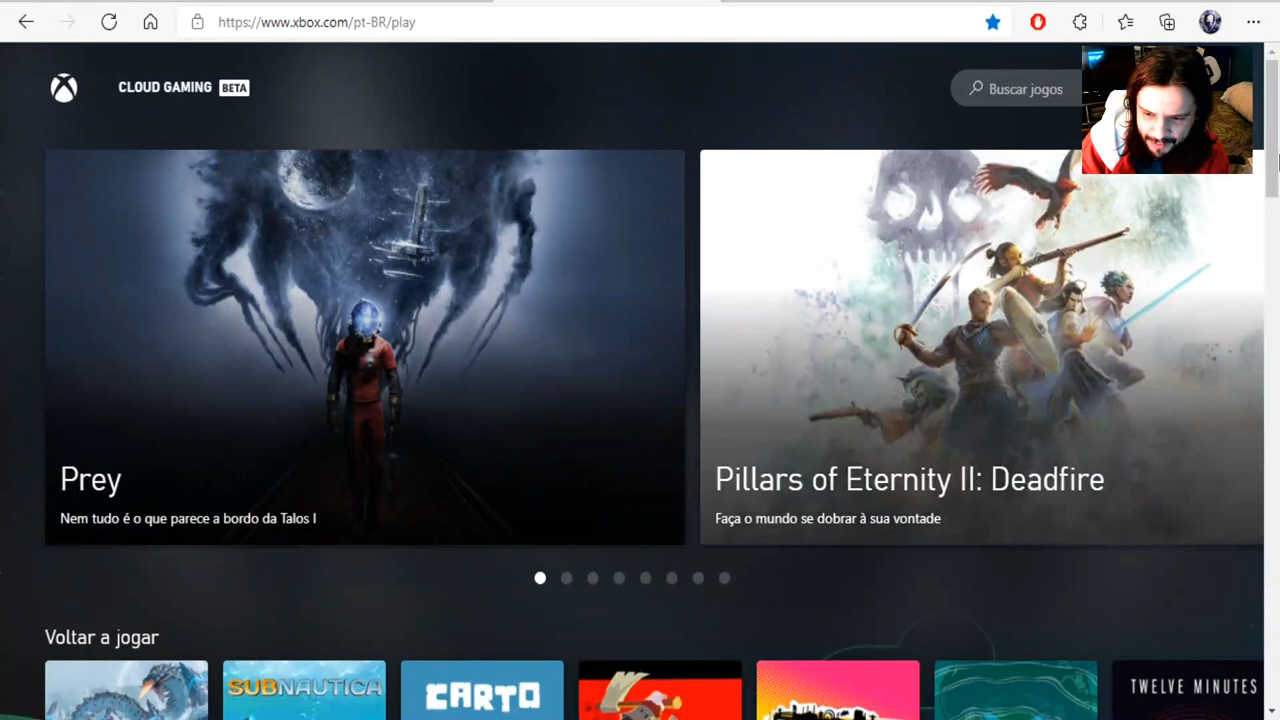 https://www.xbox.com/pt-BR/play
CLOUD GAMING BETA
Buscar jogos
Prey
Nem tudo é o que parece a bordo da Talos I
Pillars of Eternity II: Deadfire
Faça o mundo se dobrar à sua vontade
Voltar a jogar
SUBNAUTICA
CARTO
TWELVE MINUTES